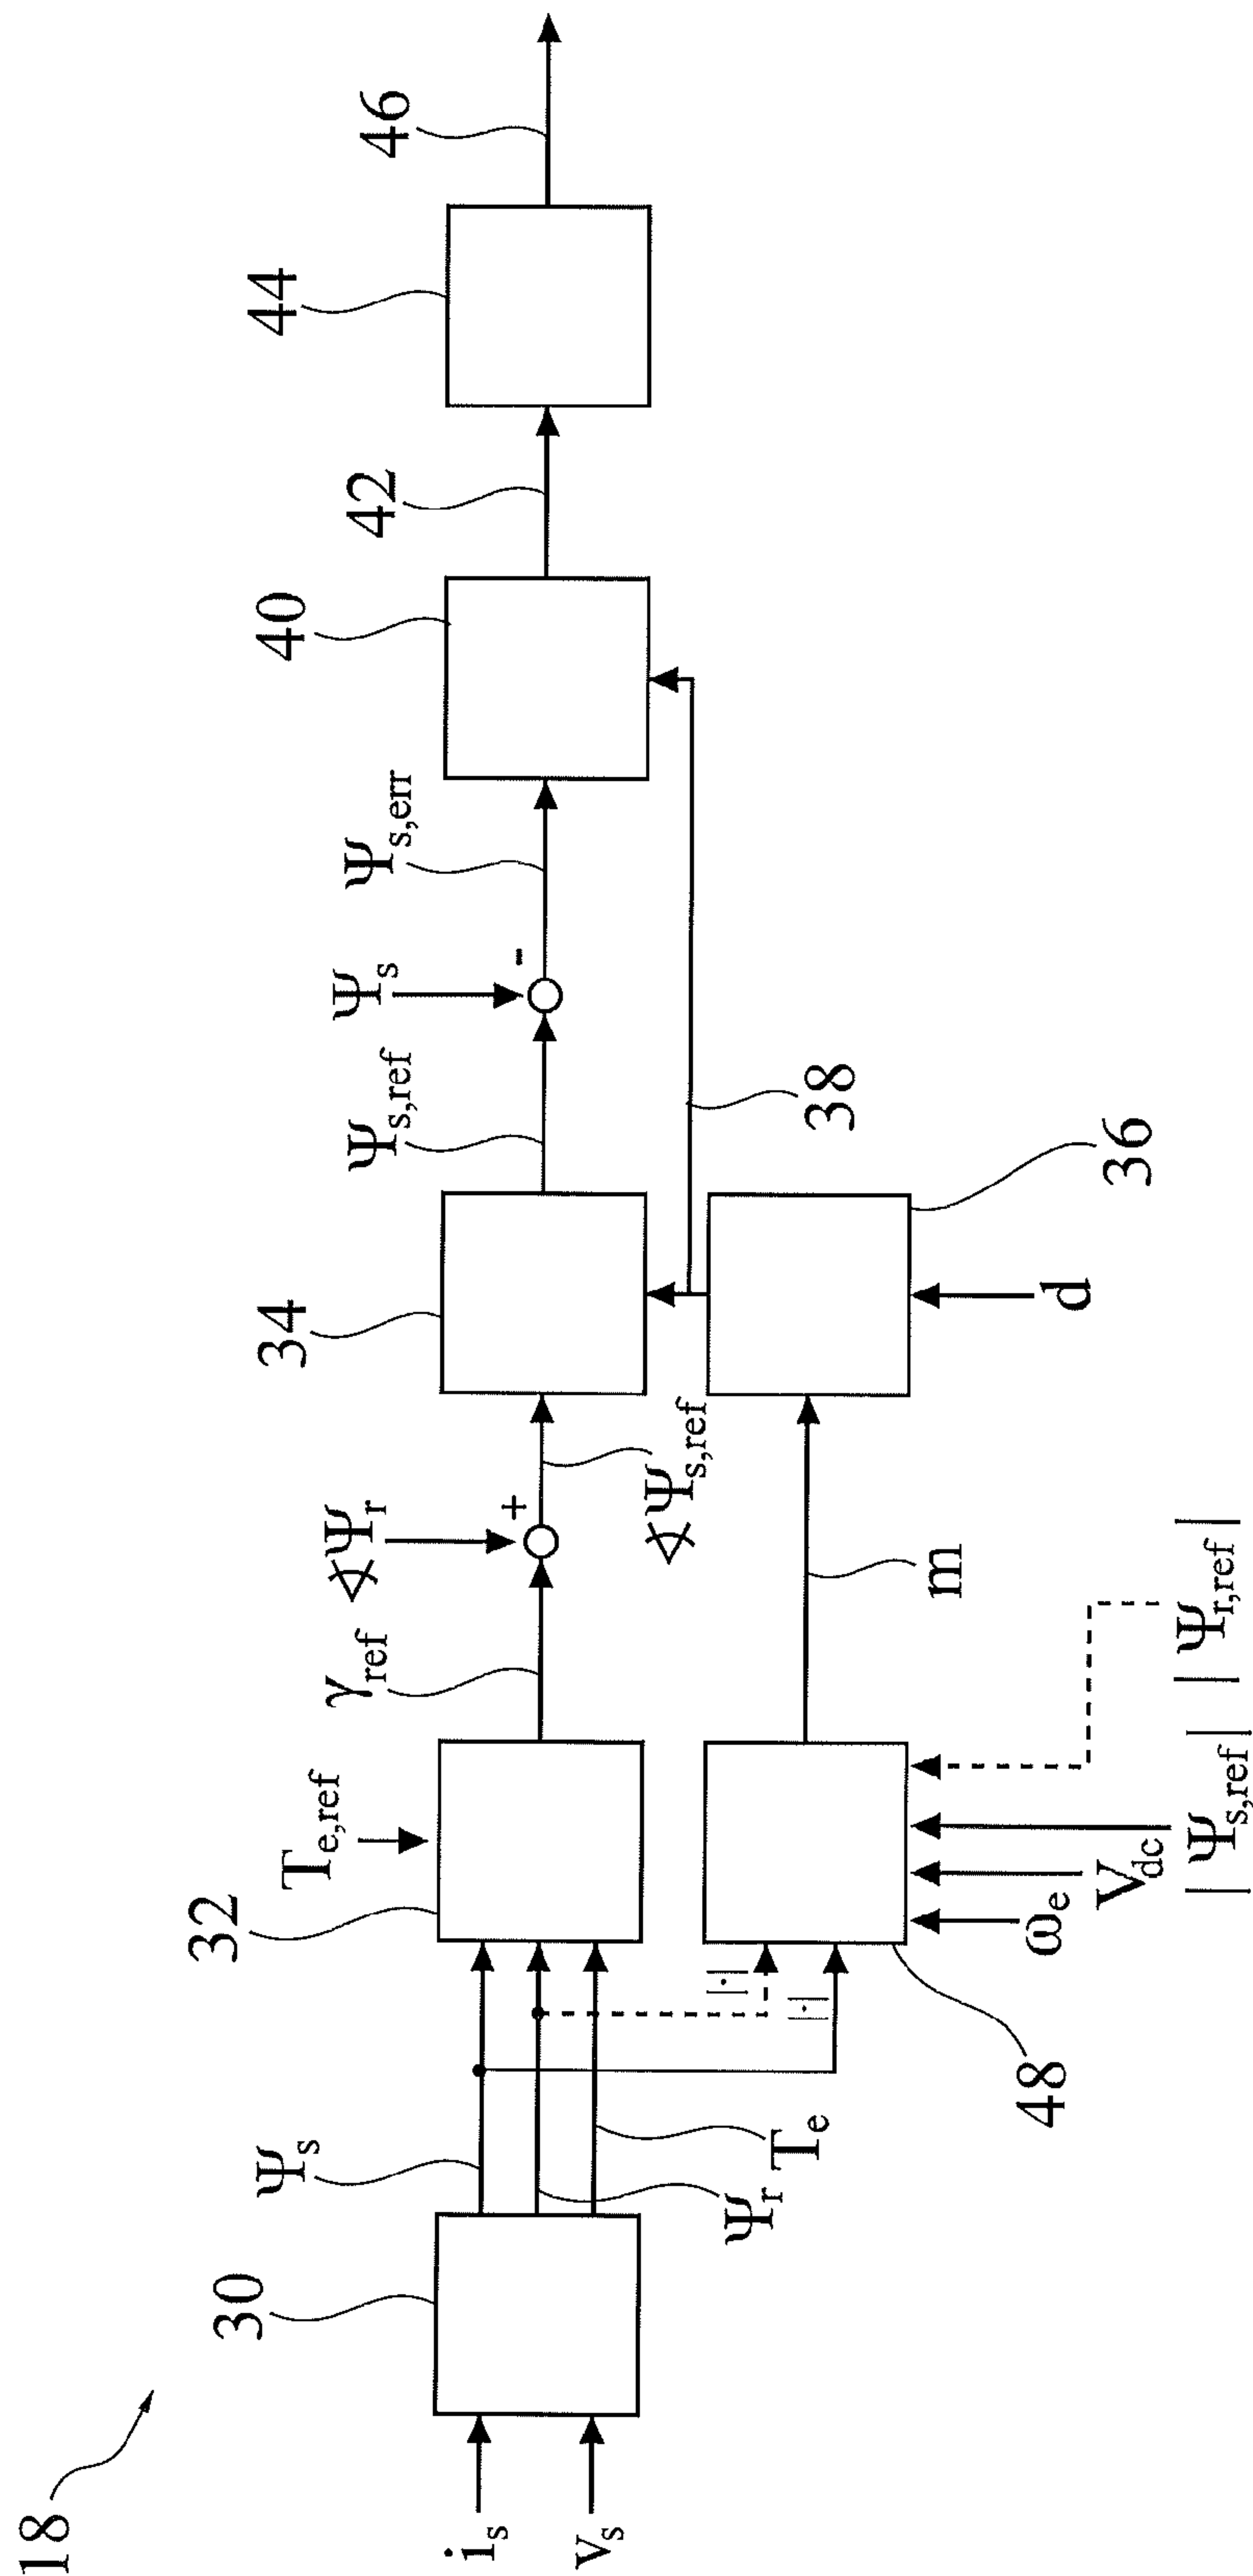 18
30
32
34
40
44
46
42
i_s
v_s
Ψ_s
Ψ_r
T_e
T_e,ref
γ_ref
∢Ψ_r
+
∢Ψ_s,ref
Ψ_s,ref
Ψ_s
-
Ψ_s,err
38
36
d
m
48
|·|
|·|
ω_e
V_dc
|Ψ_s,ref|
|Ψ_r,ref|